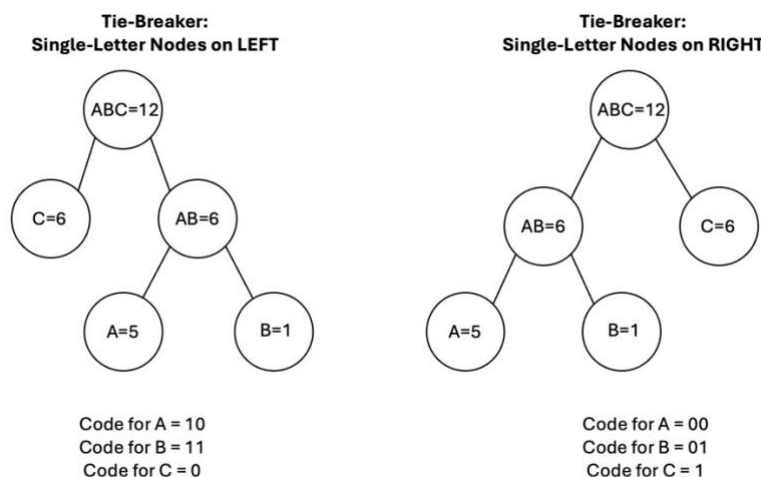 Tie-Breaker:
Single-Letter Nodes on LEFT
ABC=12
C=6
AB=6
A=5
B=1
Code for A = 10
Code for B = 11
Code for C = 0
Tie-Breaker:
Single-Letter Nodes on RIGHT
ABC=12
AB=6
C=6
A=5
B=1
Code for A = 00
Code for B = 01
Code for C = 1